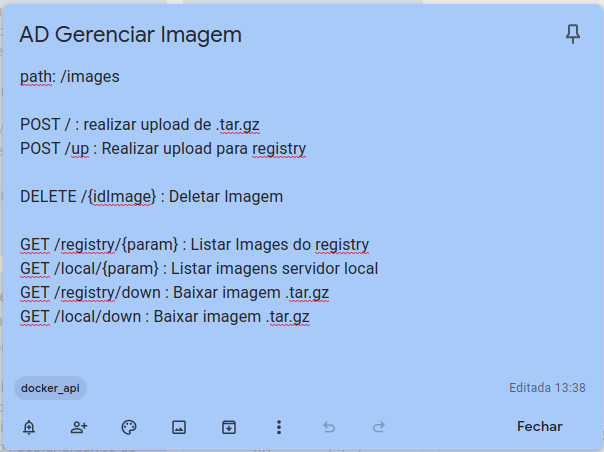 AD Gerenciar Imagem
path: /images
POST / : realizar upload de .tar.gz
POST /up : Realizar upload para registry
DELETE /{idImage} : Deletar Imagem
GET /registry/{param} : Listar Images do registry
GET /local/{param} : Listar imagens servidor local
GET /registry/down : Baixar imagem .tar.gz
GET /local/down : Baixar imagem .tar.gz
docker_api
Editada 13:38
Fechar